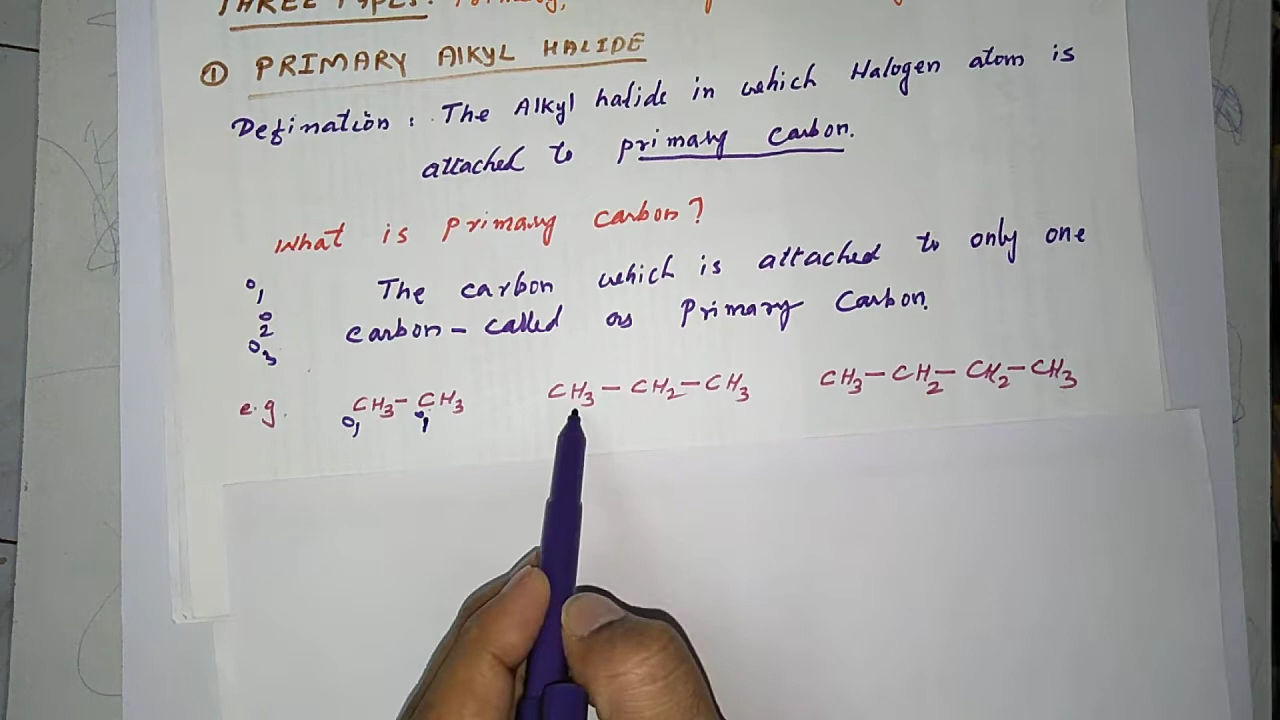 THREE TYPES:
① PRIMARY AlKYL HALIDE
Defination: The Alkyl halide in which Halogen atom is
attached to primary carbon.
What is primary carbon?
The carbon which is attached to only one
carbon - called as Primary Carbon.
°1
°2
°3
e.g. CH3 - CH3 CH3 - CH2 - CH3 CH3 - CH2 - CH2 - CH3
°1 °1